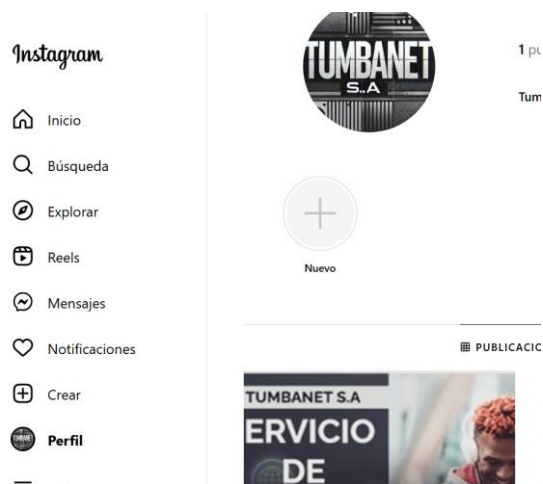 Instagram
Inicio
Búsqueda
Explorar
Reels
Mensajes
Notificaciones
Crear
Perfil
TUMBANET
S..A
1 pu
Tum
Nuevo
PUBLICACIO
TUMBANET S.A
ERVICIO
DE